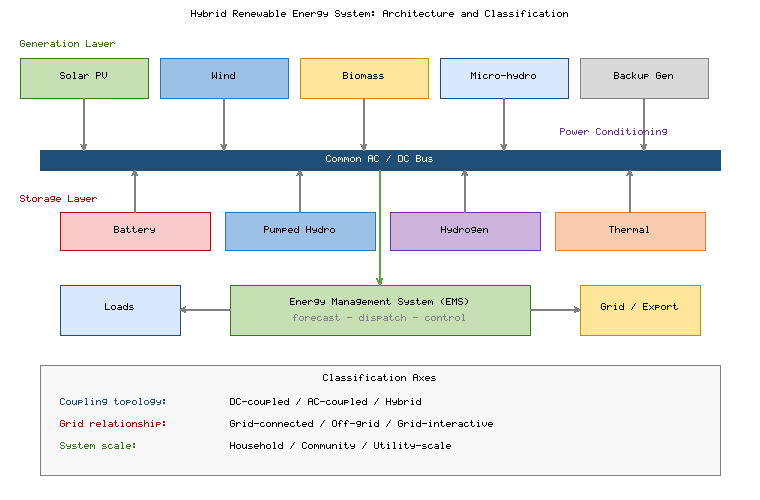 Hybrid Renewable Energy System: Architecture and Classification
Generation Layer
Solar PV
Wind
Biomass
Micro-hydro
Backup Gen
Power Conditioning
Common AC / DC Bus
Storage Layer
Battery
Pumped Hydro
Hydrogen
Thermal
Loads
Energy Management System (EMS)
forecast - dispatch - control
Grid / Export
Classification Axes
Coupling topology: DC-coupled / AC-coupled / Hybrid
Grid relationship: Grid-connected / Off-grid / Grid-interactive
System scale: Household / Community / Utility-scale